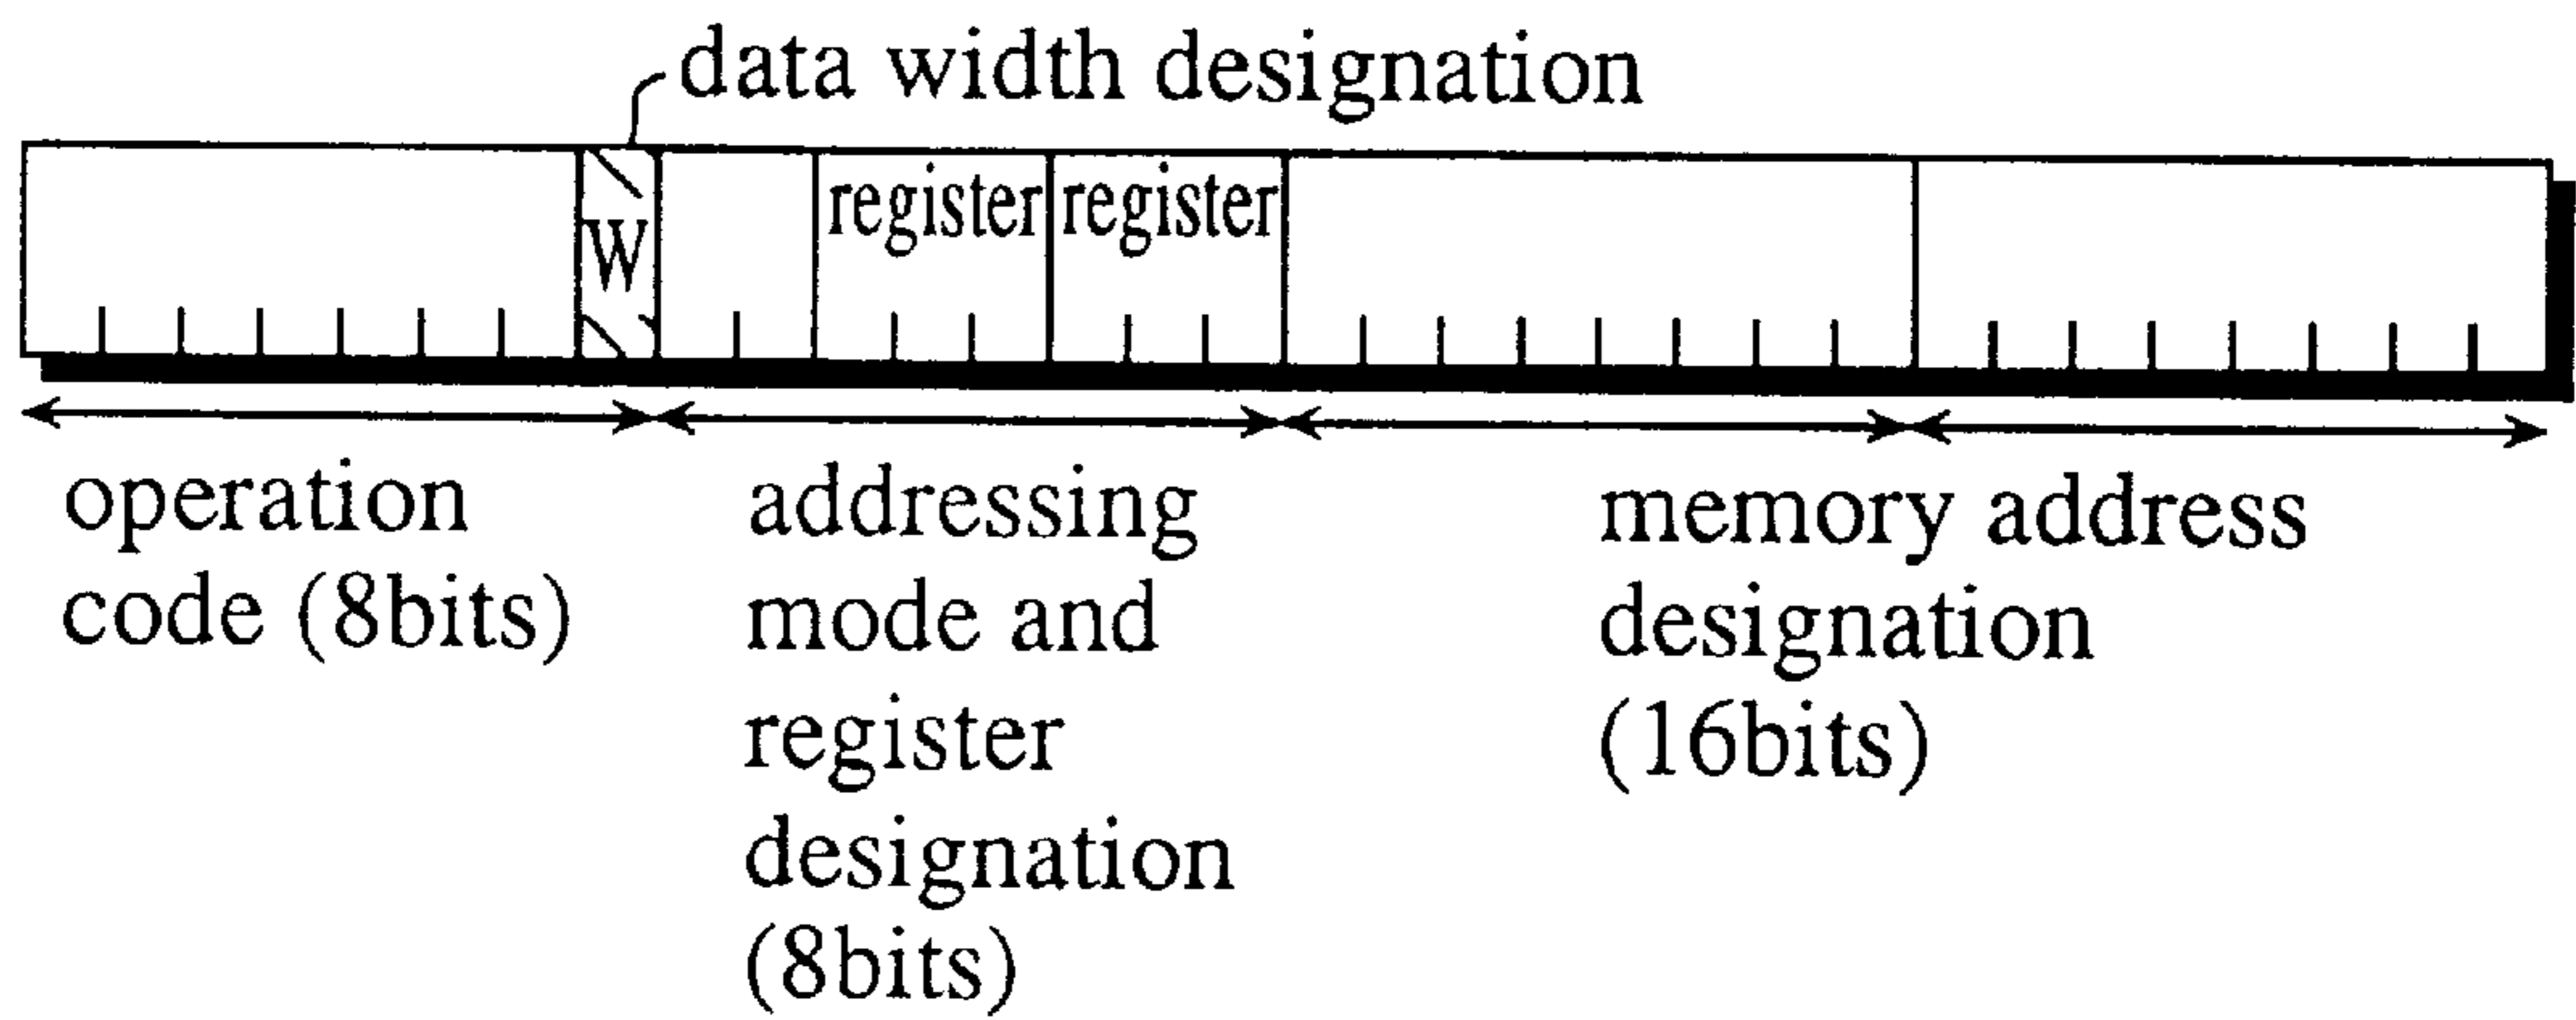 data width designation
W
register register
operation
code (8bits)
addressing
mode and
register
designation
(8bits)
memory address
designation
(16bits)